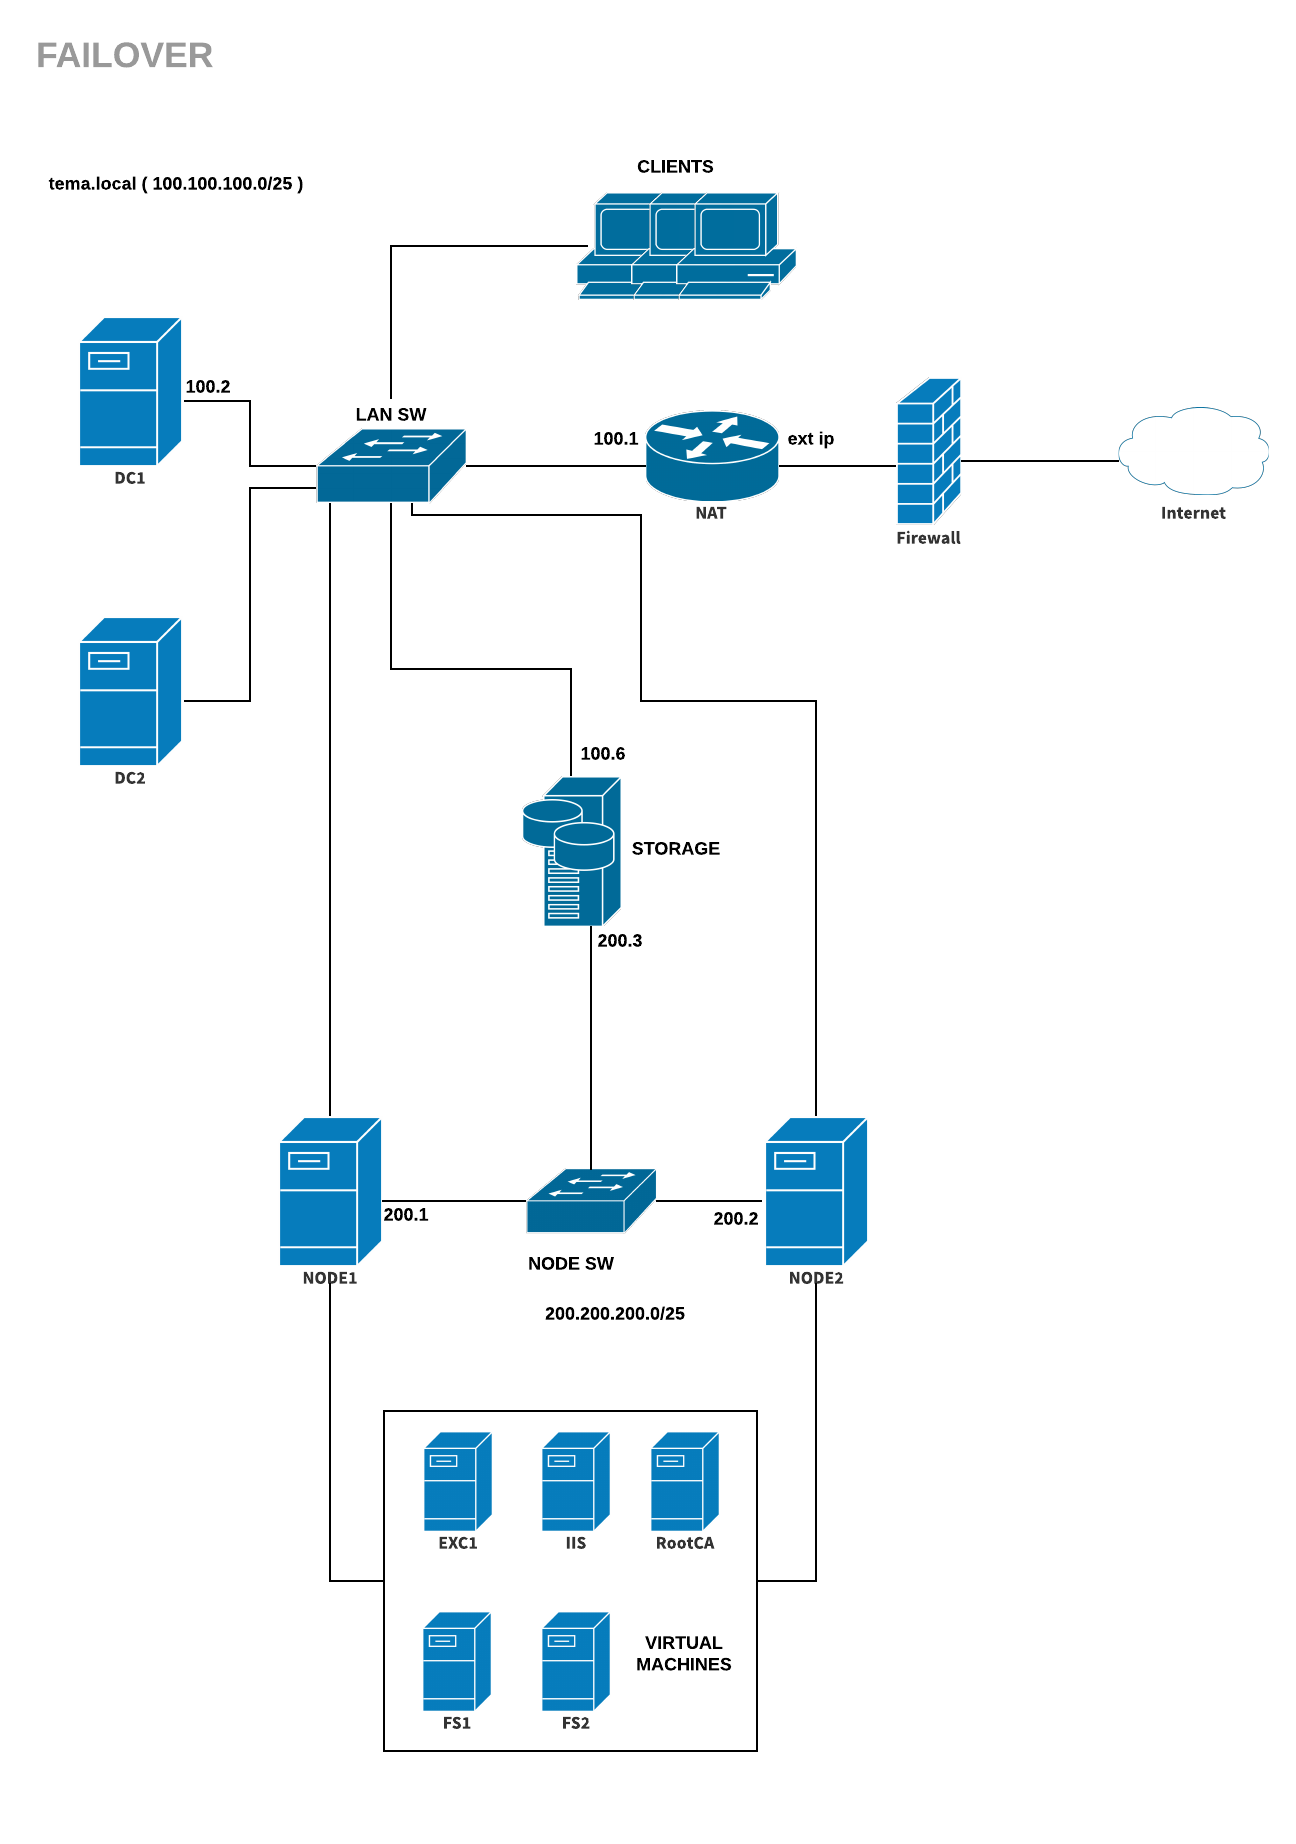 FAILOVER
CLIENTS
tema.local ( 100.100.100.0/25 )
100.2
LAN SW
100.1
ext ip
DC1
NAT
Internet
Firewall
100.6
DC2
STORAGE
200.3
200.1
200.2
NODE SW
NODE1
NODE2
200.200.200.0/25
EXC1
IIS
RootCA
VIRTUAL
MACHINES
FS1
FS2